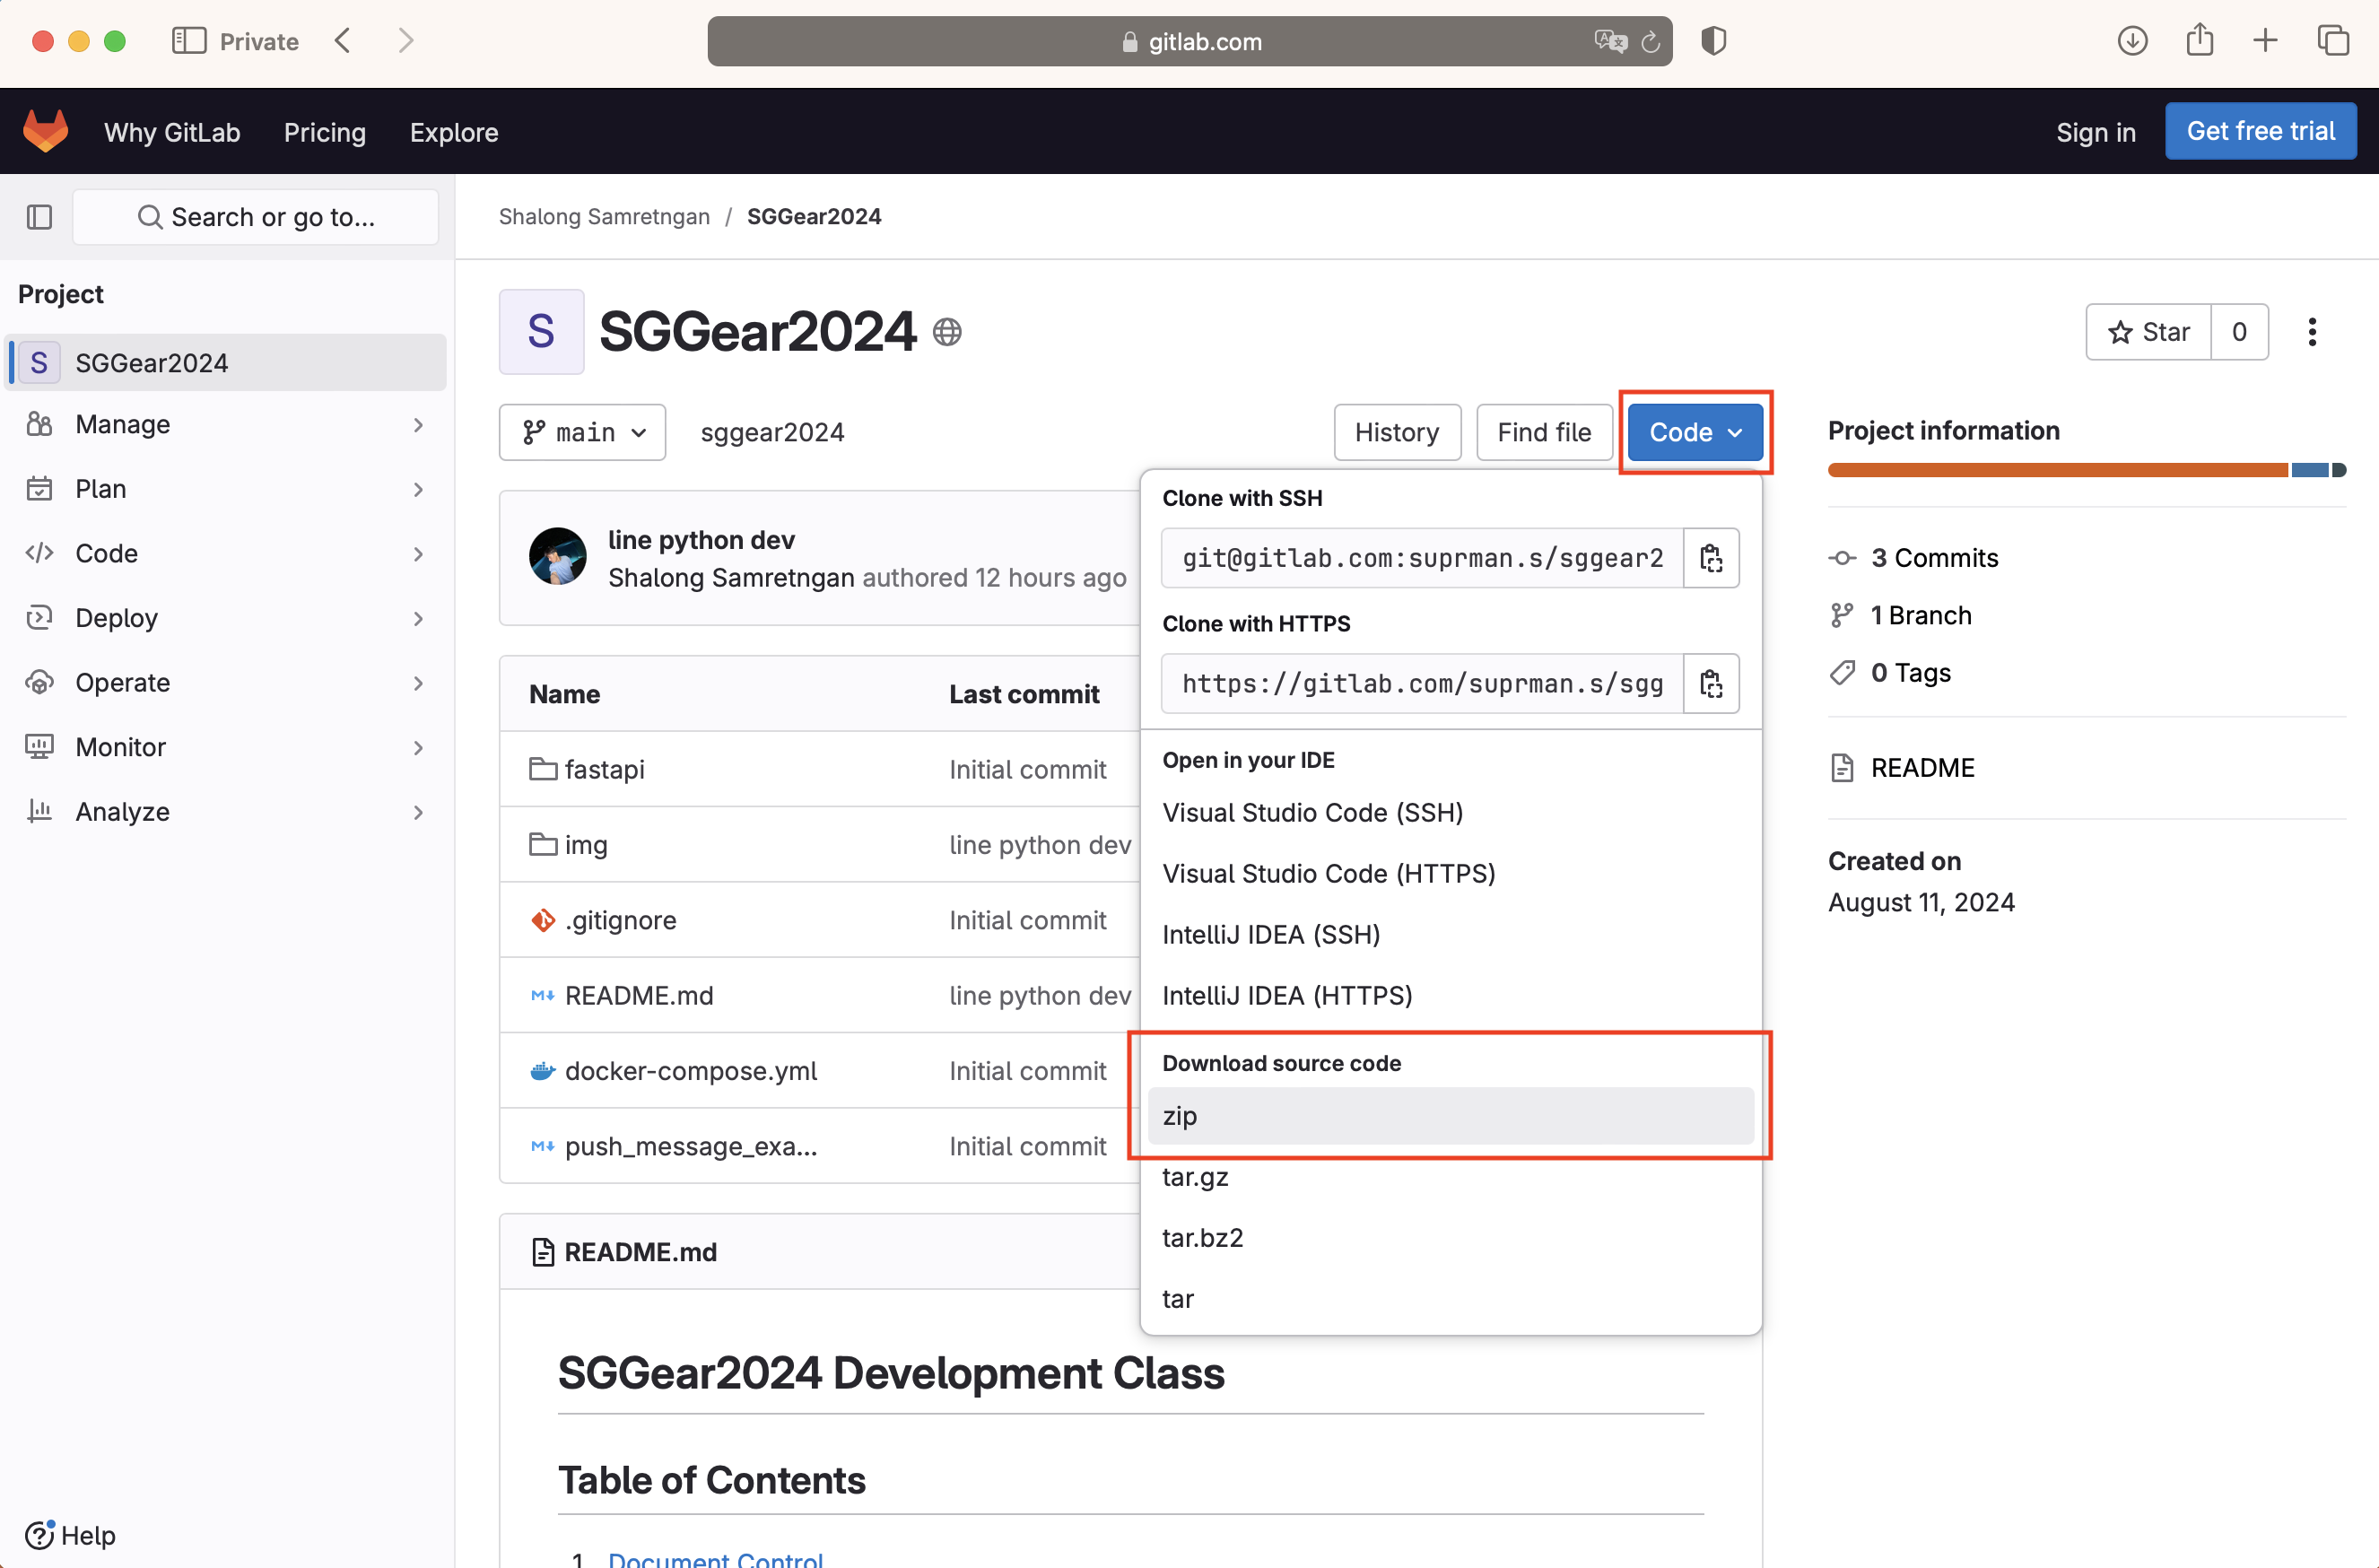 Private
gitlab.com
Why GitLab
Pricing
Explore
Sign in
Get free trial
Search or go to...
Shalong Samretngan / SGGear2024
Project
S SGGear2024
Manage
Plan
Code
Deploy
Operate
Monitor
Analyze
Help
S SGGear2024
Star 0
main
sggear2024
History
Find file
Code
line python dev
Shalong Samretngan authored 12 hours ago
Name Last commit
fastapi Initial commit
img line python dev
.gitignore Initial commit
README.md line python dev
docker-compose.yml Initial commit
push_message_exa... Initial commit
Clone with SSH
git@gitlab.com:suprman.s/sggear2
Clone with HTTPS
https://gitlab.com/suprman.s/sgg
Open in your IDE
Visual Studio Code (SSH)
Visual Studio Code (HTTPS)
IntelliJ IDEA (SSH)
IntelliJ IDEA (HTTPS)
Download source code
zip
tar.gz
tar.bz2
tar
README.md
SGGear2024 Development Class
Table of Contents
1. Document Control
Project information
3 Commits
1 Branch
0 Tags
README
Created on
August 11, 2024